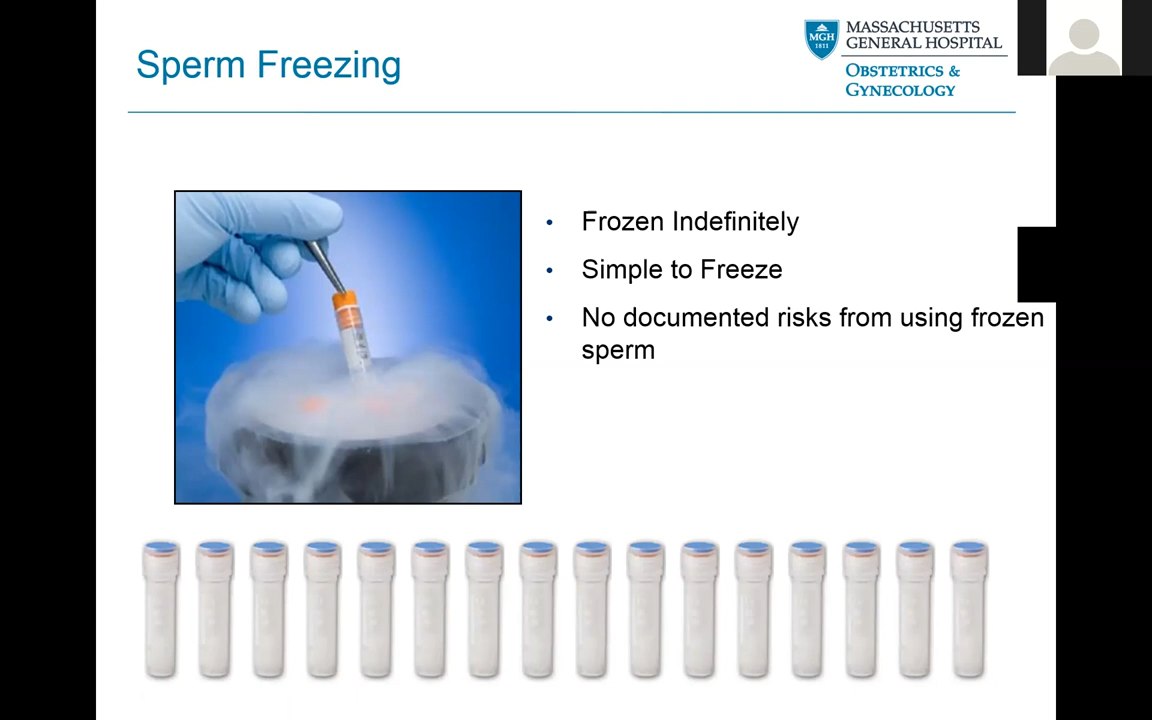 Sperm Freezing
MGH
1811
MASSACHUSETTS
GENERAL HOSPITAL
OBSTETRICS &
GYNECOLOGY
• Frozen Indefinitely
• Simple to Freeze
• No documented risks from using frozen
sperm